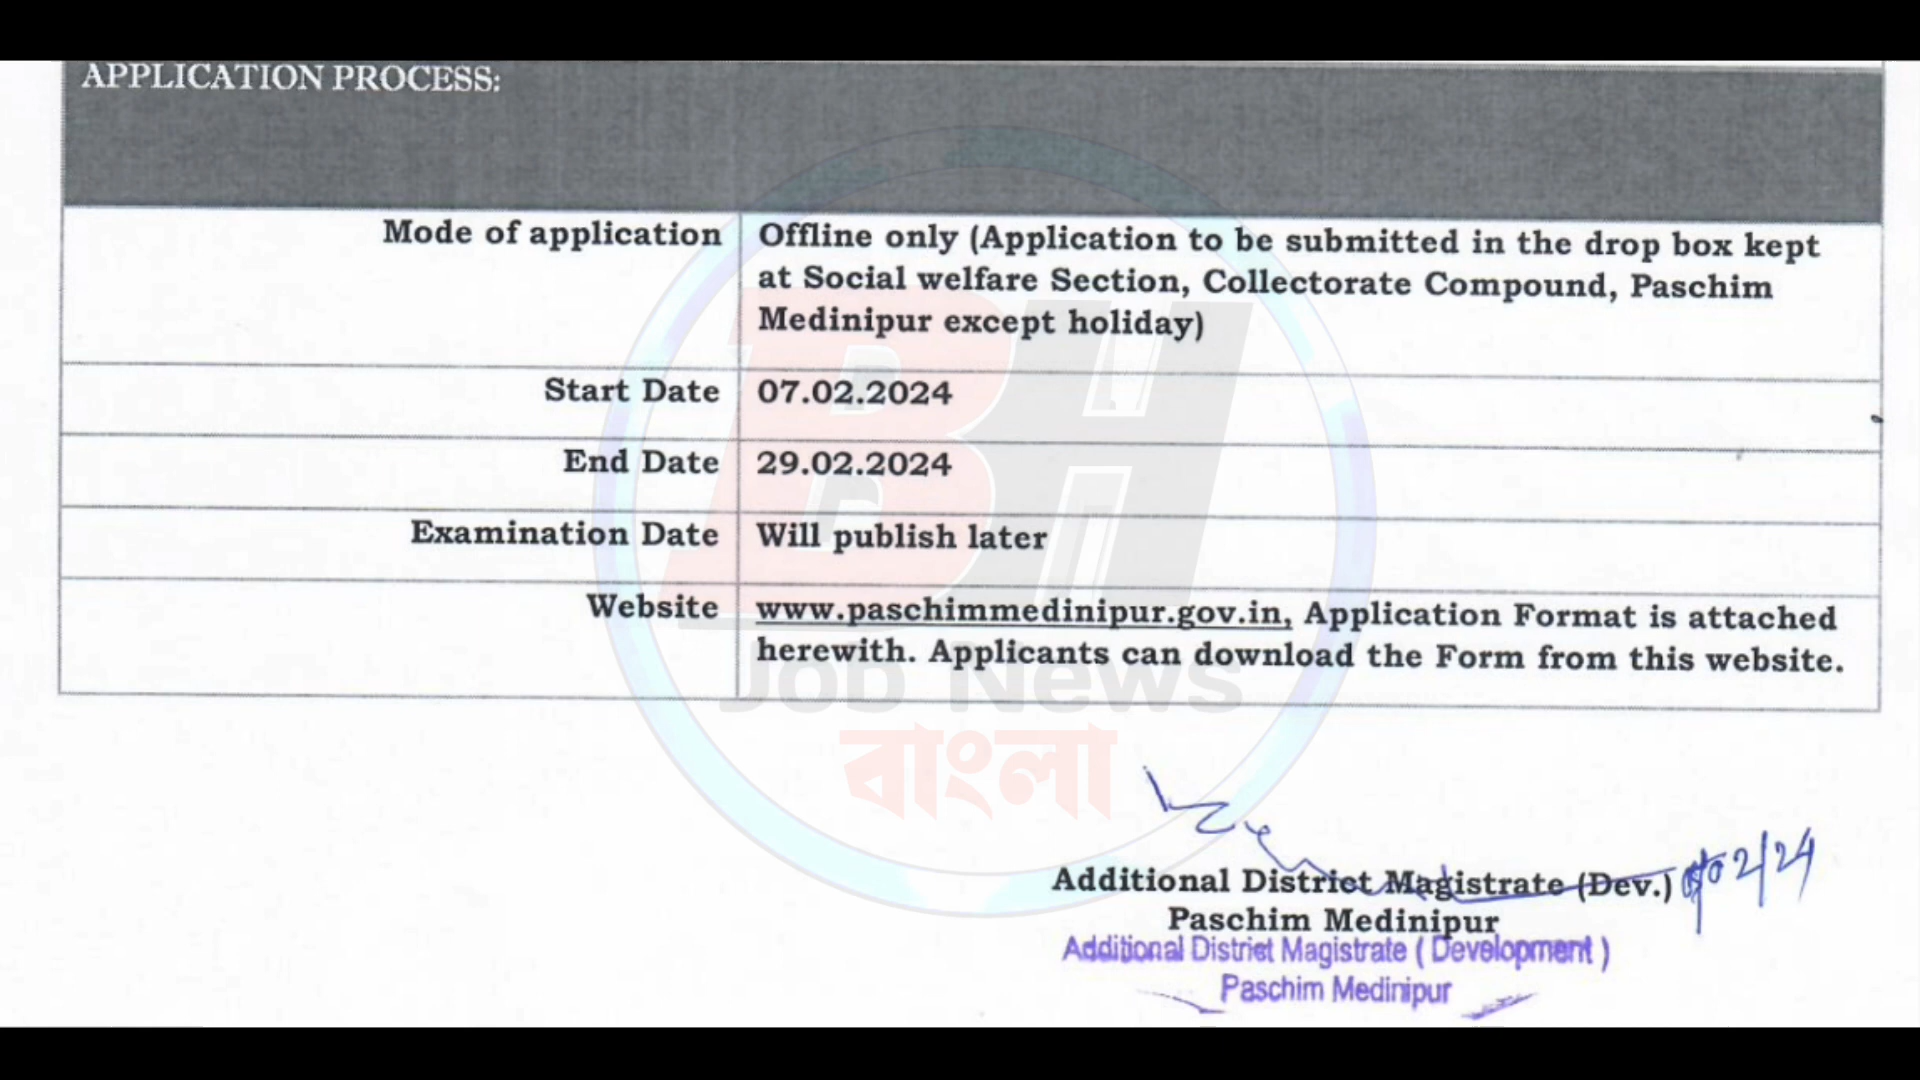 APPLICATION PROCESS:
Mode of application
Offline only (Application to be submitted in the drop box kept
at Social welfare Section, Collectorate Compound, Paschim
Medinipur except holiday)
Start Date
07.02.2024
End Date
29.02.2024
Examination Date
Will publish later
Website
www.paschimmedinipur.gov.in, Application Format is attached
herewith. Applicants can download the Form from this website.
BH
Job News
বাংলা
Additional District Magistrate (Dev.)
Paschim Medinipur
Additional District Magistrate ( Development )
Paschim Medinipur